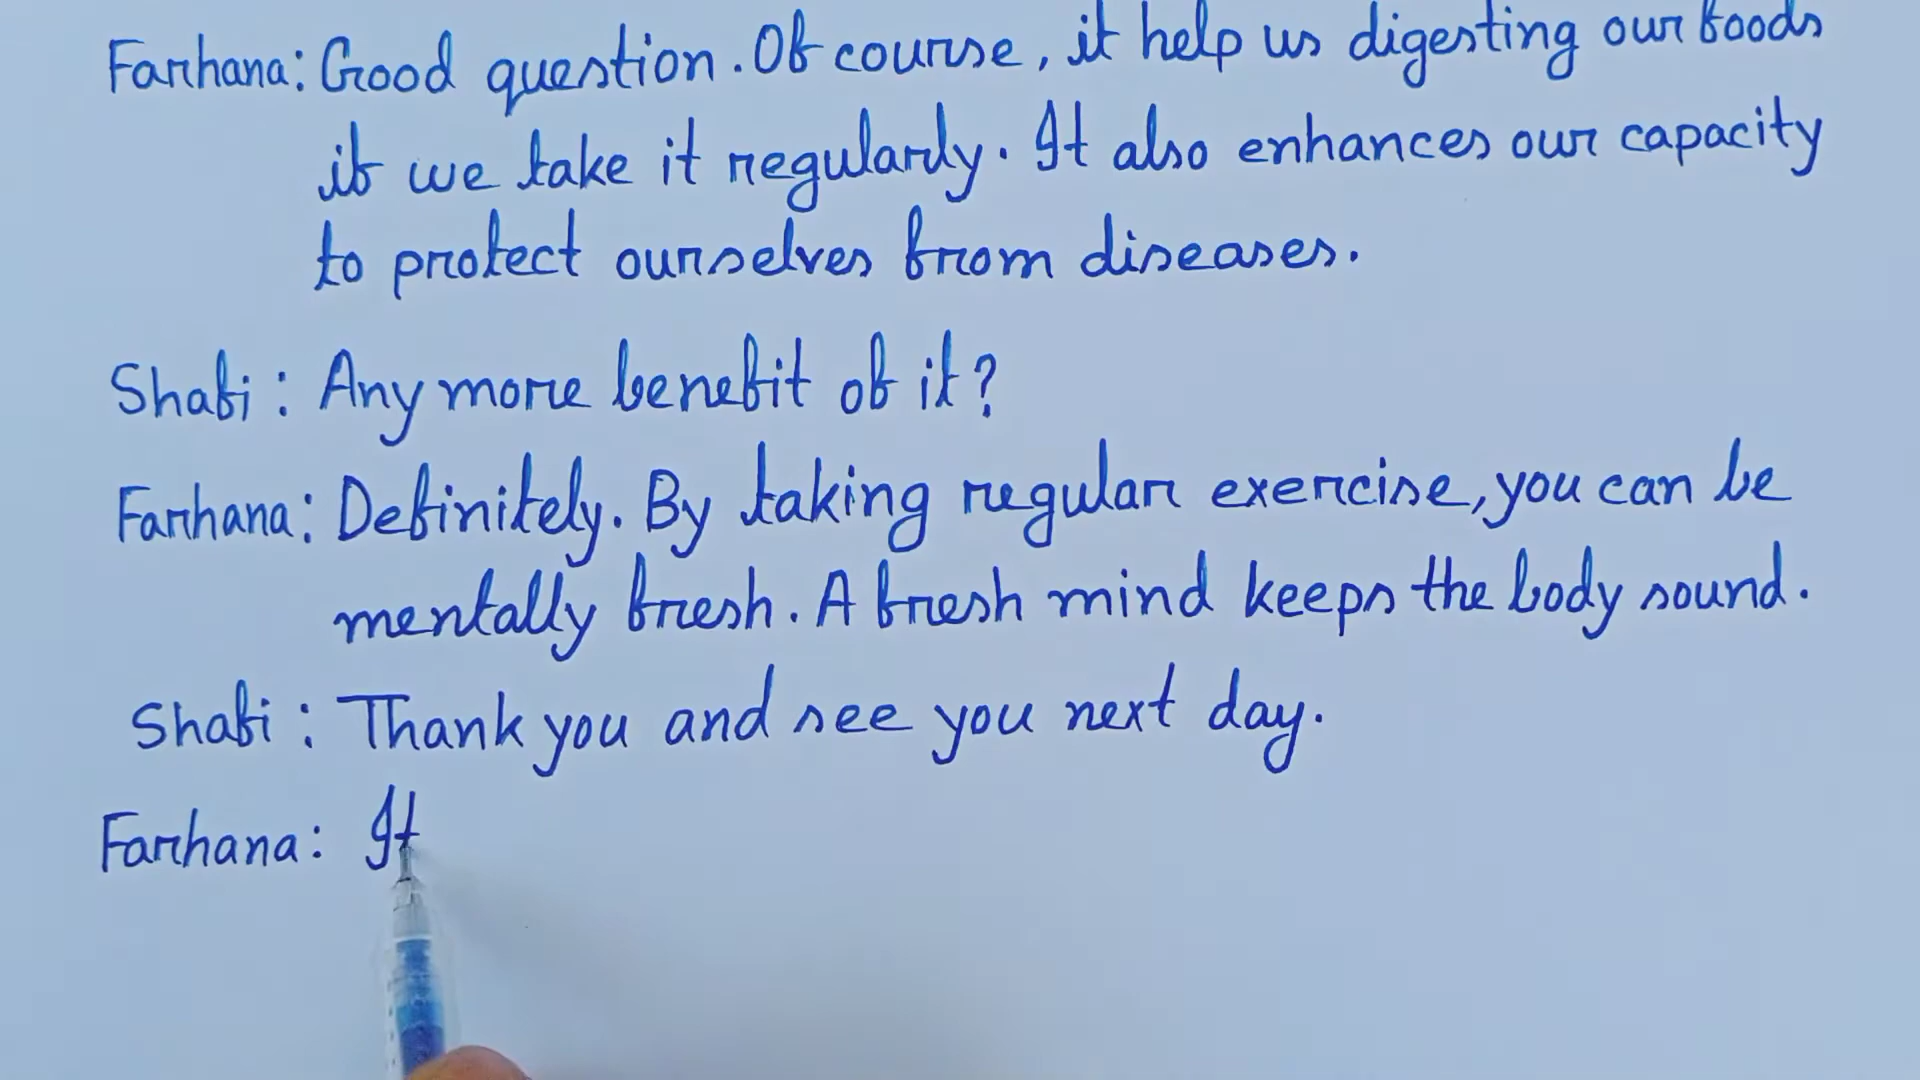 Farhana: Good question. Of course, it help us digesting our foods
if we take it regularly. It also enhances our capacity
to protect ourselves from diseases.
Shafi: Any more benefit of it?
Farhana: Definitely. By taking regular exercise, you can be
mentally fresh. A fresh mind keeps the body sound.
Shafi: Thank you and see you next day.
Farhana: It